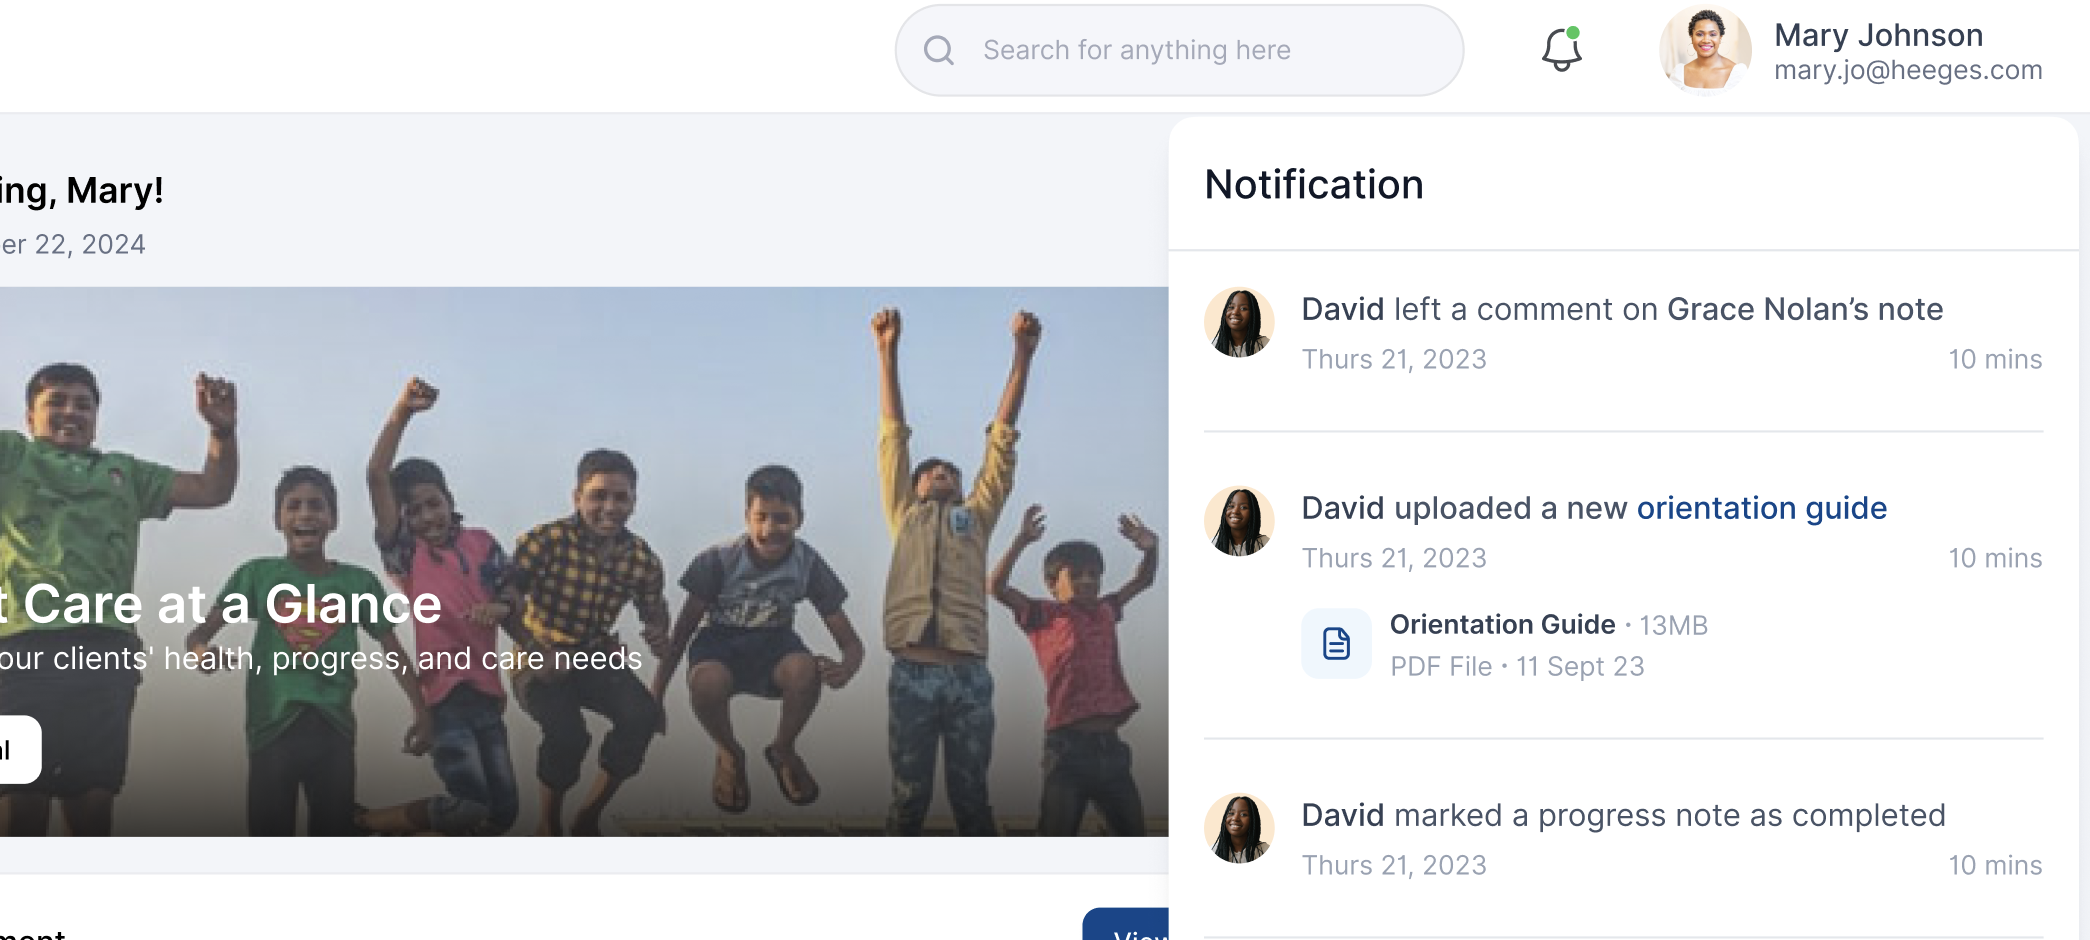 Search for anything here
Mary Johnson
mary.jo@heeges.com
ing, Mary!
er 22, 2024
t Care at a Glance
our clients' health, progress, and care needs
al
Notification
David left a comment on Grace Nolan’s note
Thurs 21, 2023 10 mins
David uploaded a new orientation guide
Thurs 21, 2023 10 mins
Orientation Guide • 13MB
PDF File • 11 Sept 23
David marked a progress note as completed
Thurs 21, 2023 10 mins
View